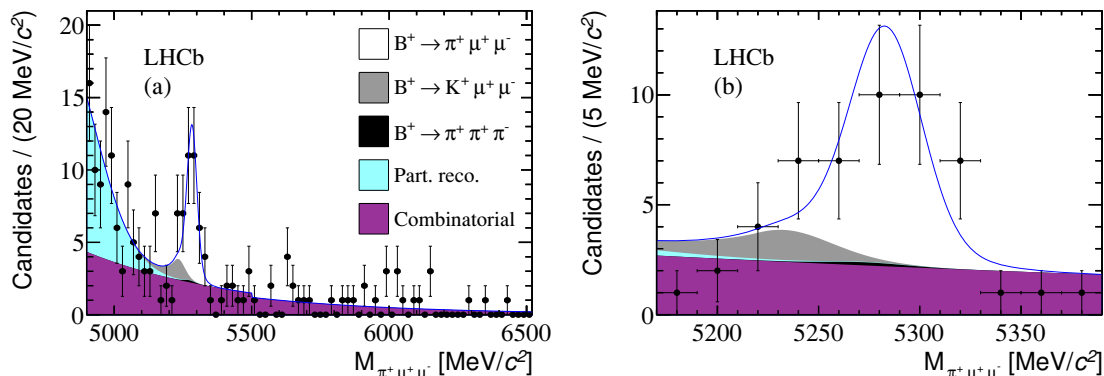 Candidates / (20 MeV/c²)
20
15
10
5
0
LHCb
(a)
B⁺ → π⁺ μ⁺ μ⁻
B⁺ → K⁺ μ⁺ μ⁻
B⁺ → π⁺ π⁺ π⁻
Part. reco.
Combinatorial
5000 5500 6000 6500
M_π⁺ μ⁺ μ⁻ [MeV/c²]
Candidates / (5 MeV/c²)
10
5
0
LHCb
(b)
5200 5250 5300 5350
M_π⁺ μ⁺ μ⁻ [MeV/c²]